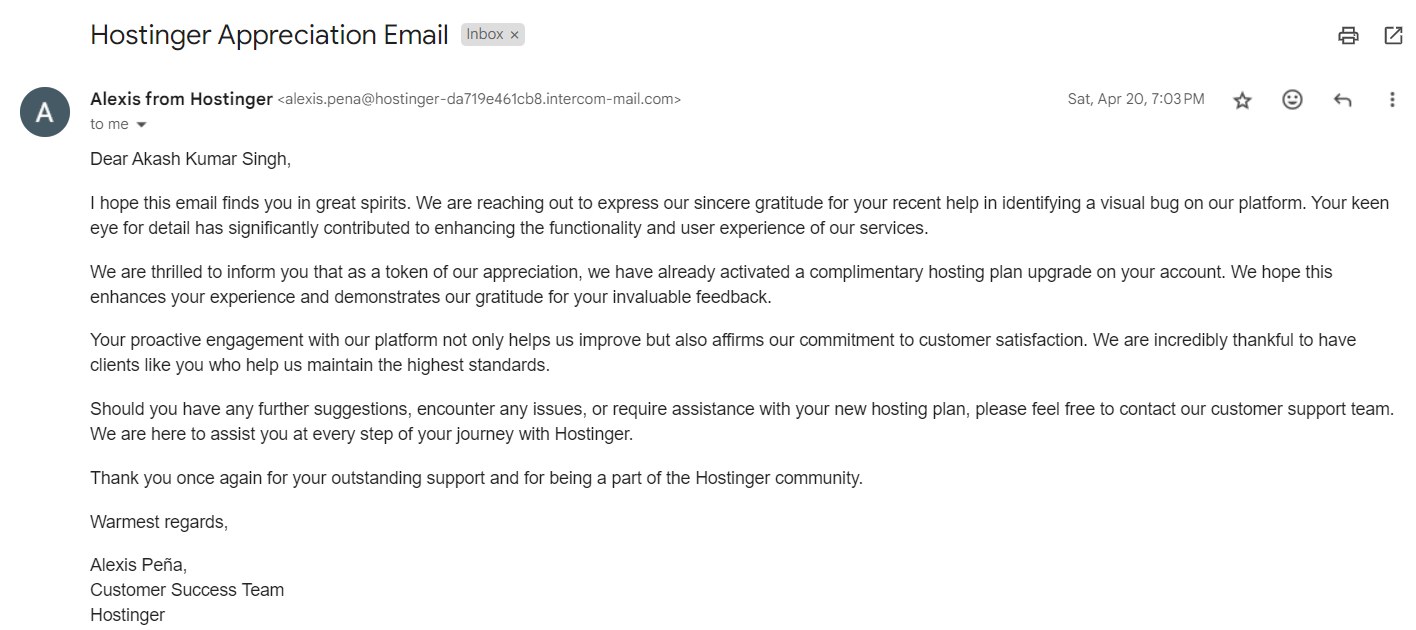 Hostinger Appreciation Email Inbox ×
A
Alexis from Hostinger <alexis.pena@hostinger-da719e461cb8.intercom-mail.com> Sat, Apr 20, 7:03 PM
to me
Dear Akash Kumar Singh,
I hope this email finds you in great spirits. We are reaching out to express our sincere gratitude for your recent help in identifying a visual bug on our platform. Your keen
eye for detail has significantly contributed to enhancing the functionality and user experience of our services.
We are thrilled to inform you that as a token of our appreciation, we have already activated a complimentary hosting plan upgrade on your account. We hope this
enhances your experience and demonstrates our gratitude for your invaluable feedback.
Your proactive engagement with our platform not only helps us improve but also affirms our commitment to customer satisfaction. We are incredibly thankful to have
clients like you who help us maintain the highest standards.
Should you have any further suggestions, encounter any issues, or require assistance with your new hosting plan, please feel free to contact our customer support team.
We are here to assist you at every step of your journey with Hostinger.
Thank you once again for your outstanding support and for being a part of the Hostinger community.
Warmest regards,
Alexis Peña,
Customer Success Team
Hostinger